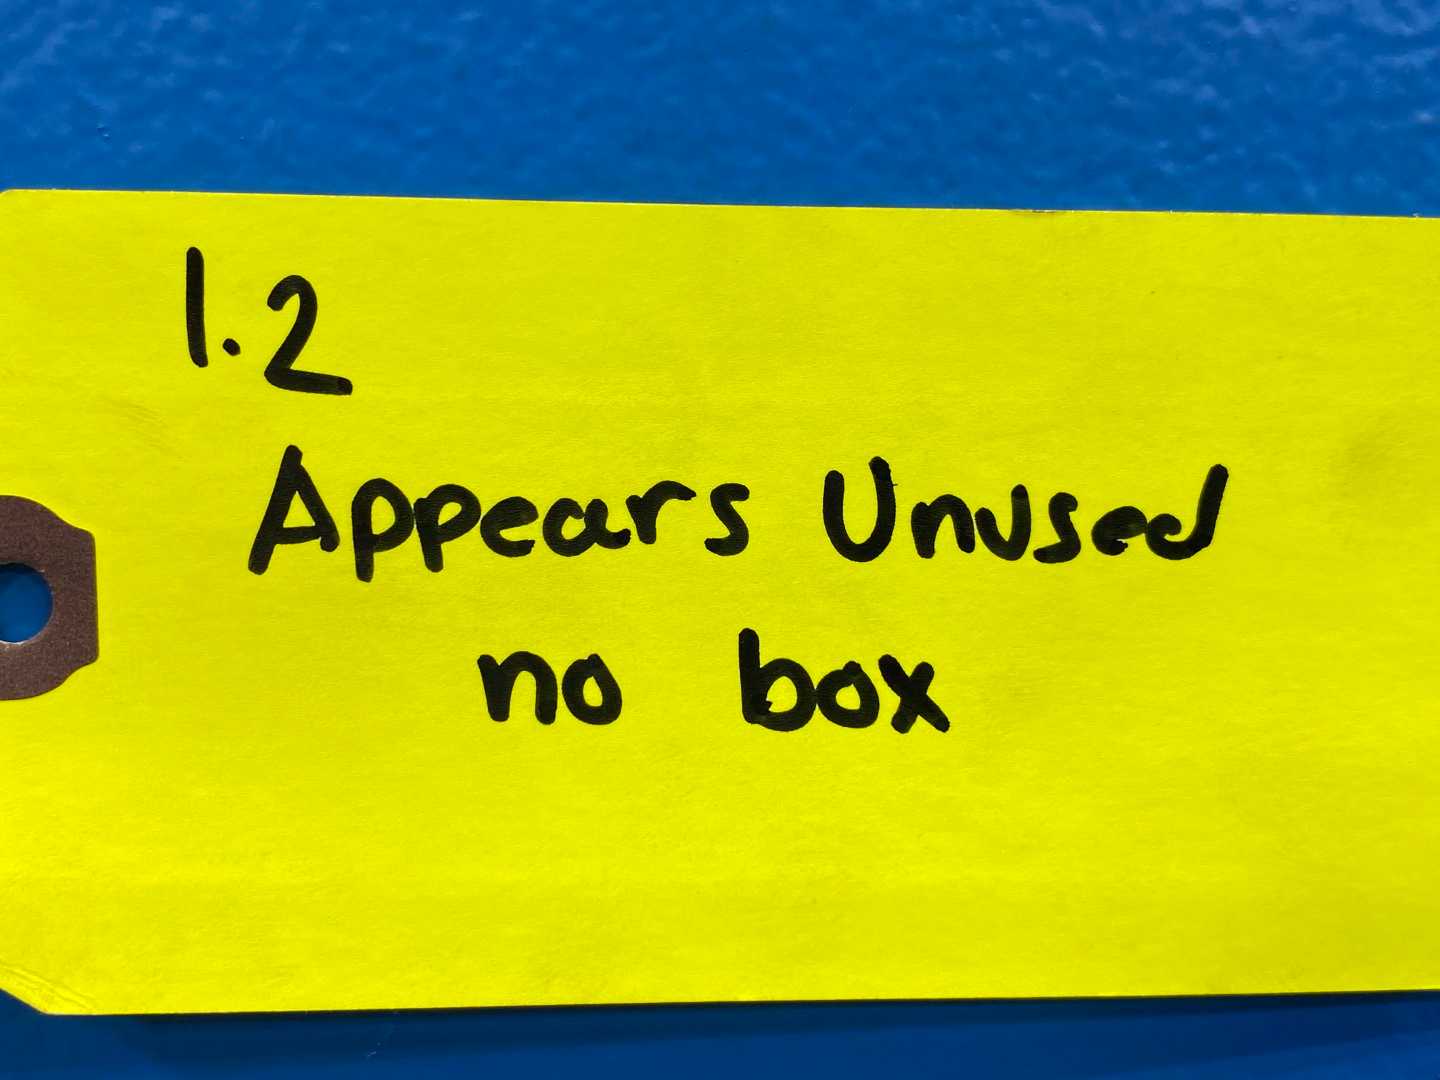 1.2
Appears Unused
no box